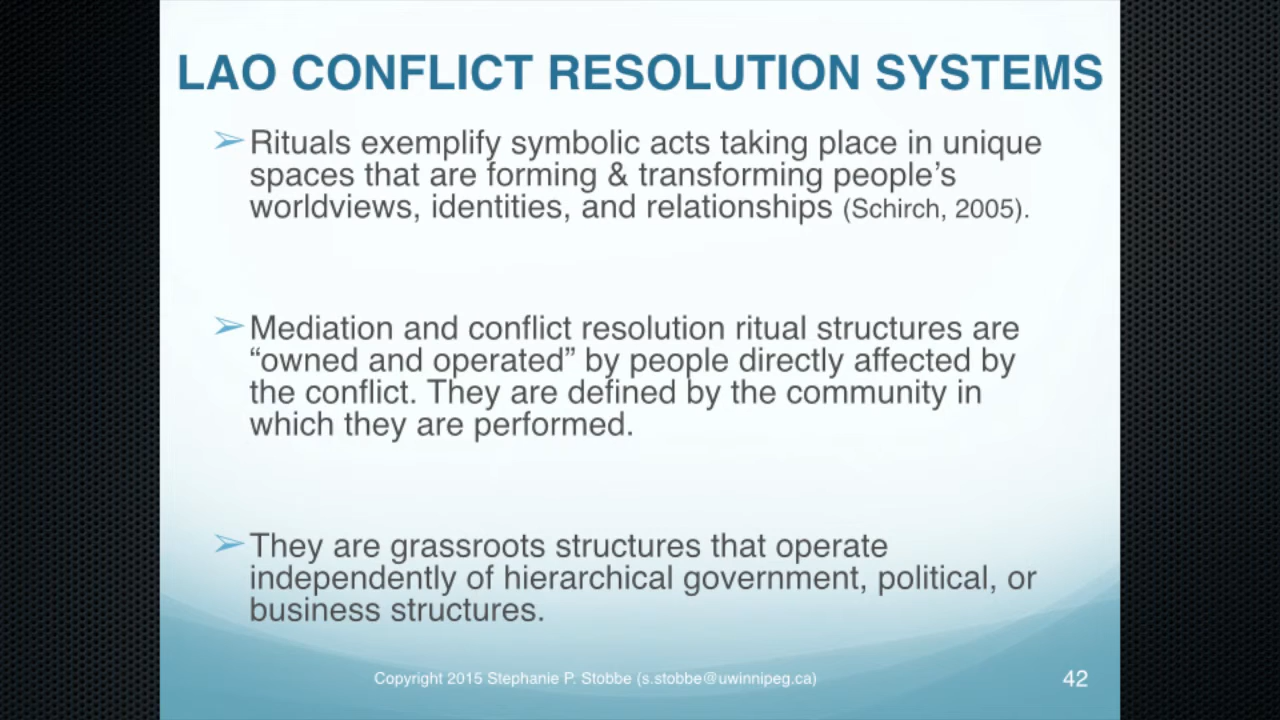 LAO CONFLICT RESOLUTION SYSTEMS
➢Rituals exemplify symbolic acts taking place in unique
spaces that are forming & transforming people’s
worldviews, identities, and relationships (Schirch, 2005).
➢Mediation and conflict resolution ritual structures are
“owned and operated” by people directly affected by
the conflict. They are defined by the community in
which they are performed.
➢They are grassroots structures that operate
independently of hierarchical government, political, or
business structures.
Copyright 2015 Stephanie P. Stobbe (s.stobbe@uwinnipeg.ca)
42